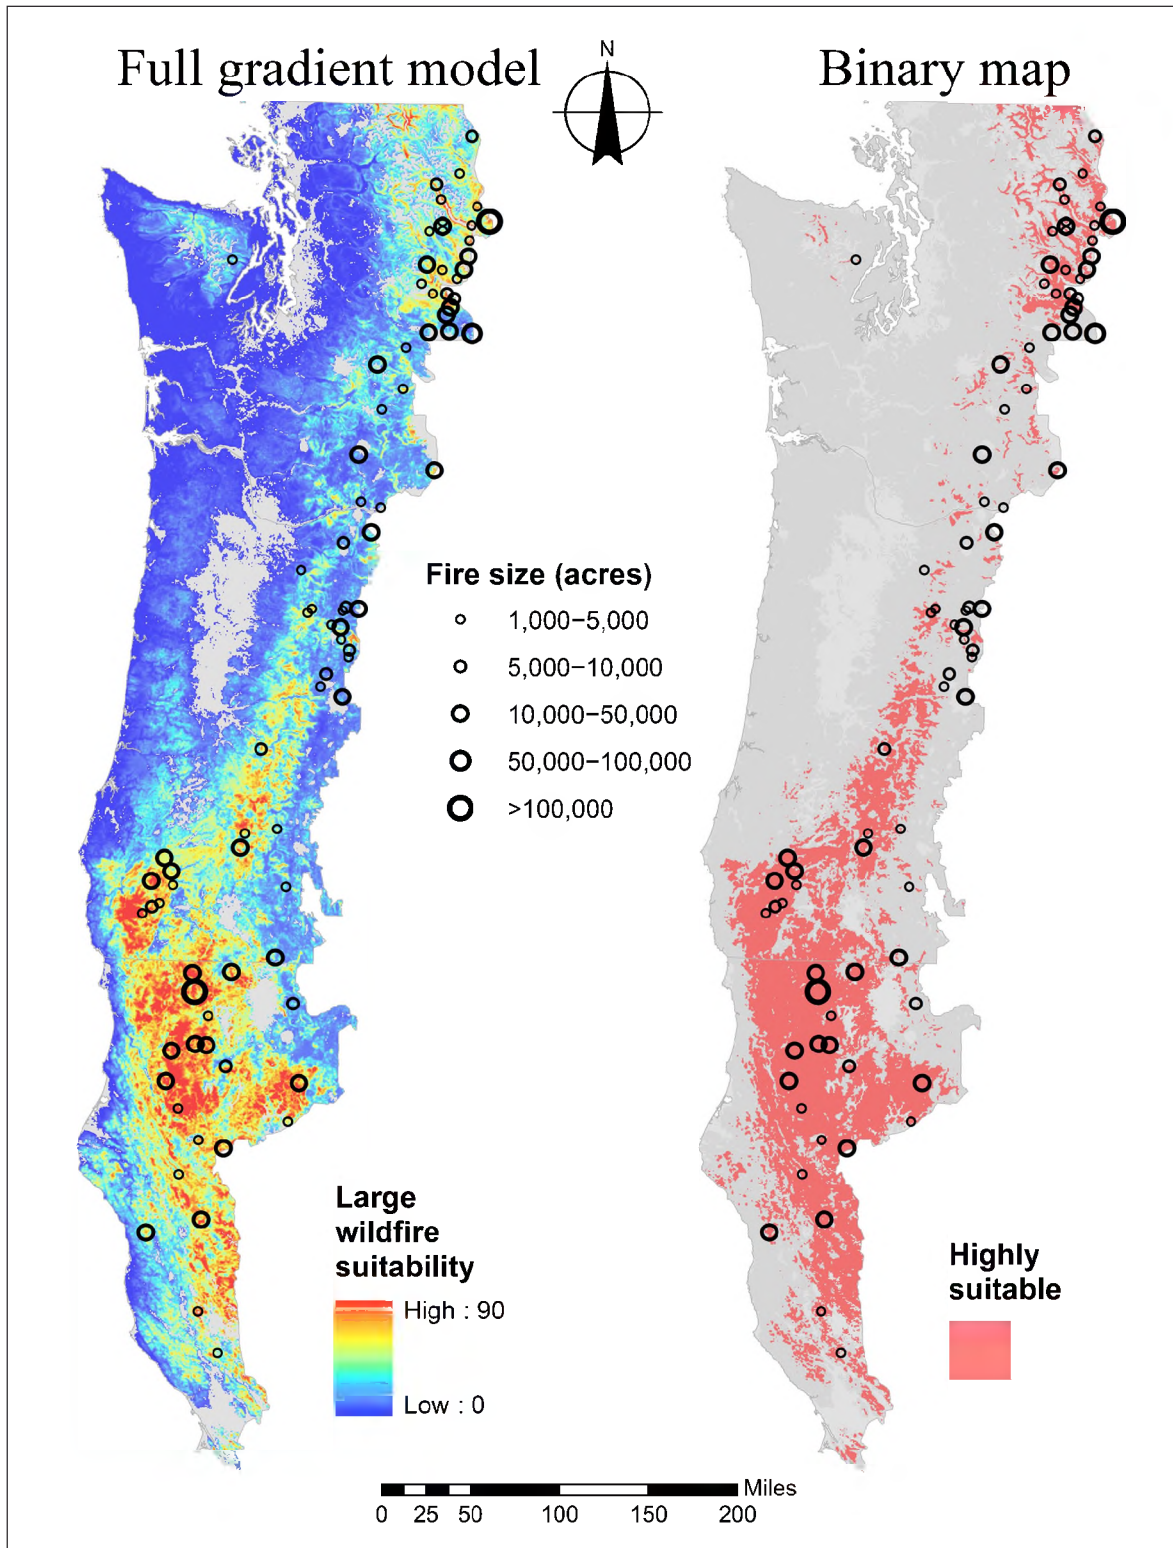 Full gradient model
N
Binary map
Fire size (acres)
1,000–5,000
5,000–10,000
10,000–50,000
50,000–100,000
>100,000
Large
wildfire
suitability
High : 90
Low : 0
Highly
suitable
Miles
0 25 50 100 150 200